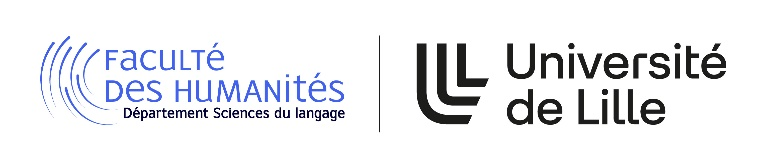 Faculté
des Humanités
Département Sciences du langage
Université
de Lille